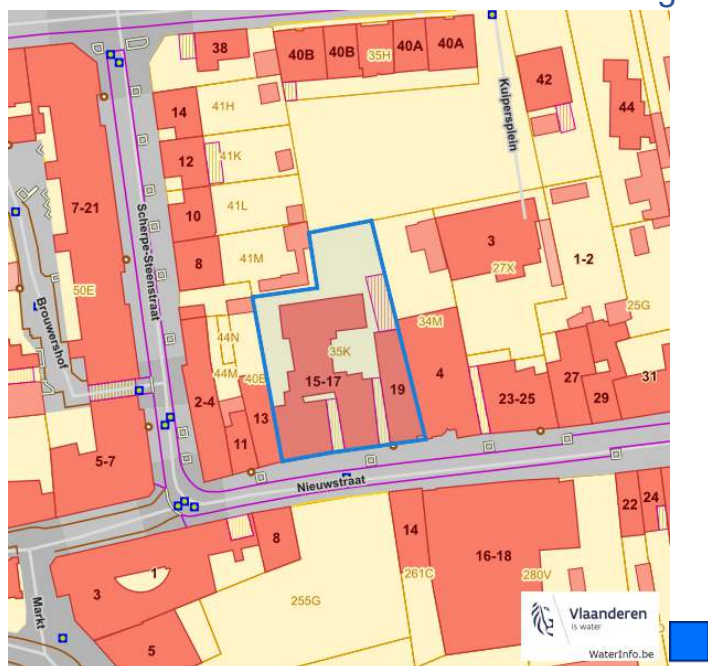 g
38
40B
40B
35H
40A
40A
42
44
Kuipersplein
14
41H
12
41K
10
41L
8
41M
7-21
50E
Scherpe-Steenstraat
Brouwershof
3
27X
1-2
25G
34M
44N
44M
40B
35K
15-17
19
4
2-4
13
11
23-25
27
29
31
5-7
Nieuwstraat
8
14
16-18
22
24
1
3
Markt
5
255G
261C
280V
Vlaanderen
is water
WaterInfo.be